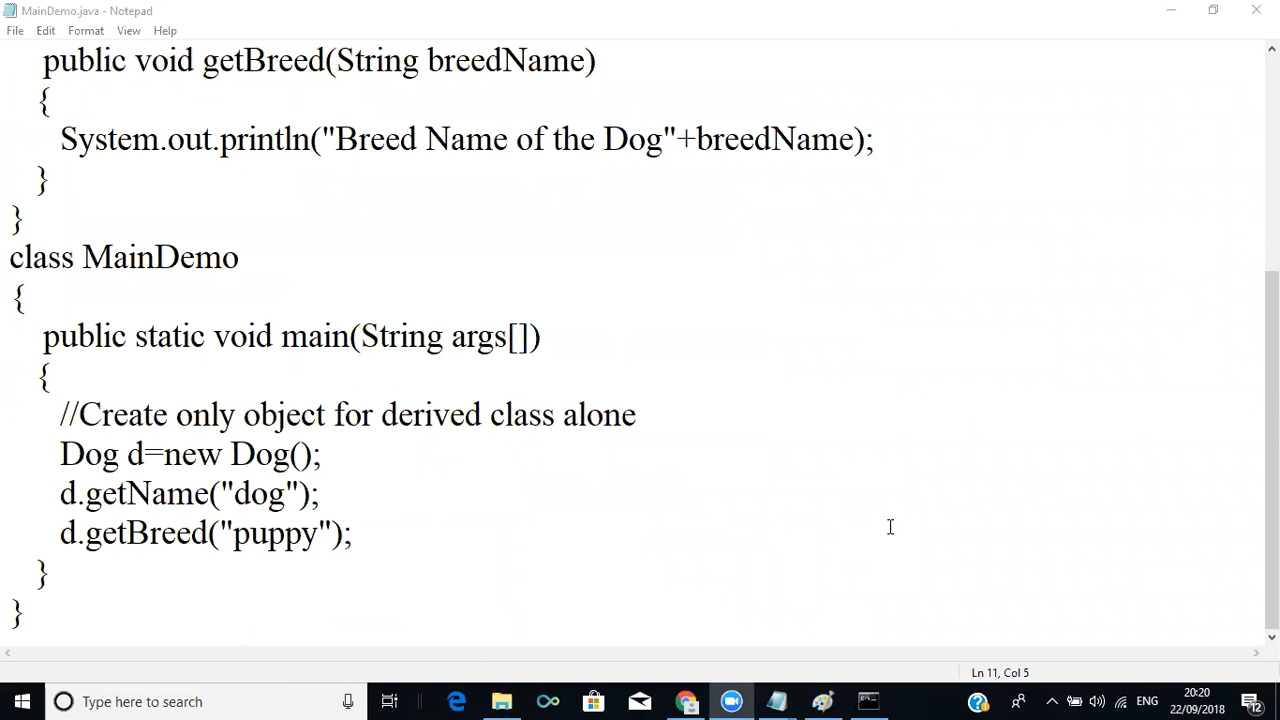 MainDemo.java - Notepad
File Edit Format View Help
public void getBreed(String breedName)
{
System.out.println("Breed Name of the Dog"+breedName);
}
}
class MainDemo
{
public static void main(String args[])
{
//Create only object for derived class alone
Dog d=new Dog();
d.getName("dog");
d.getBreed("puppy");
}
}
Ln 11, Col 5
Type here to search
ENG
20:20
22/09/2018
12